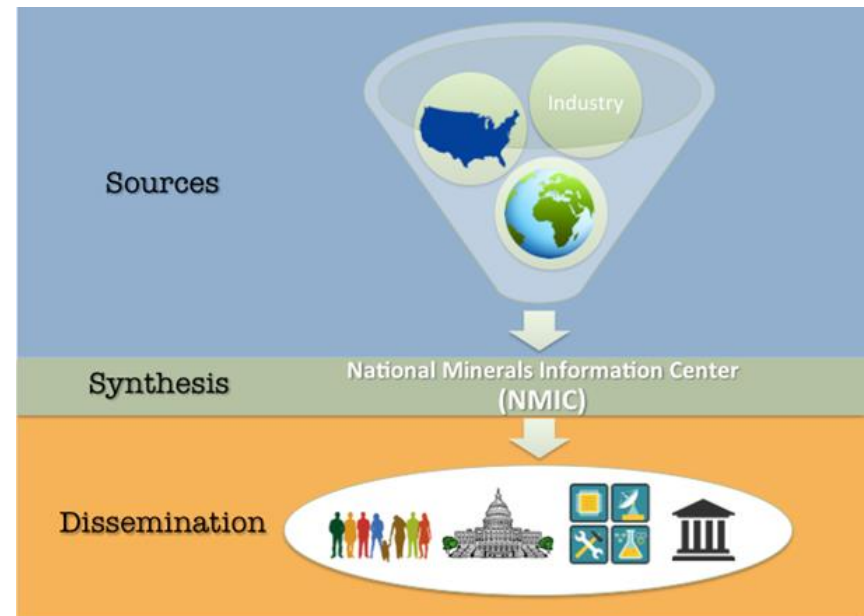 Industry
Sources
Synthesis
National Minerals Information Center
(NMIC)
Dissemination